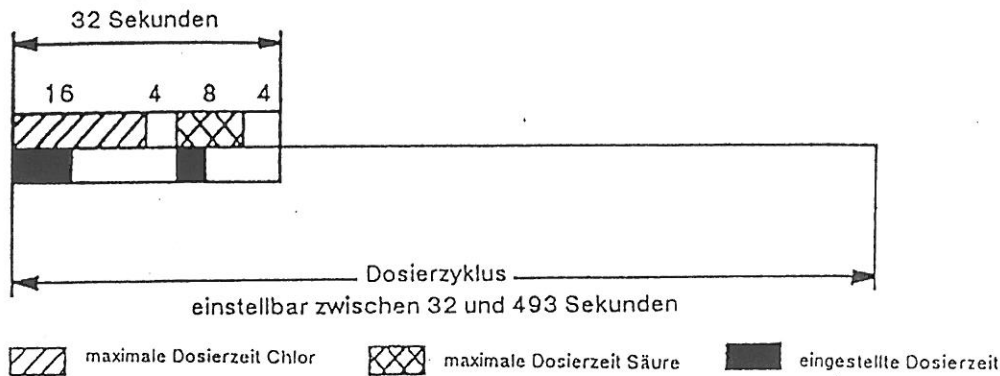 32 Sekunden
16 4 8 4
Dosierzyklus
einstellbar zwischen 32 und 493 Sekunden
maximale Dosierzeit Chlor
maximale Dosierzeit Säure
eingestellte Dosierzeit